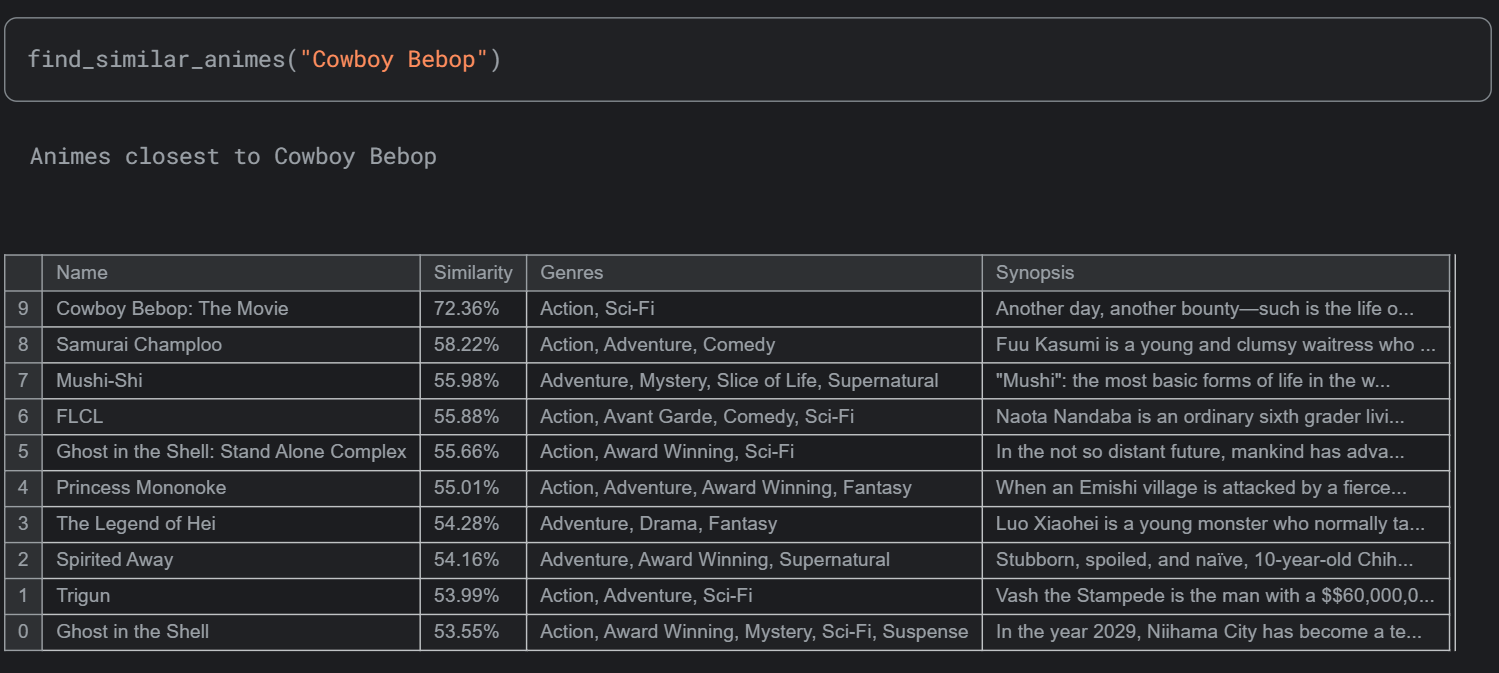 find_similar_animes("Cowboy Bebop")
Animes closest to Cowboy Bebop
Name Similarity Genres Synopsis
9 Cowboy Bebop: The Movie 72.36% Action, Sci-Fi Another day, another bounty—such is the life o...
8 Samurai Champloo 58.22% Action, Adventure, Comedy Fuu Kasumi is a young and clumsy waitress who ...
7 Mushi-Shi 55.98% Adventure, Mystery, Slice of Life, Supernatural "Mushi": the most basic forms of life in the w...
6 FLCL 55.88% Action, Avant Garde, Comedy, Sci-Fi Naota Nandaba is an ordinary sixth grader livi...
5 Ghost in the Shell: Stand Alone Complex 55.66% Action, Award Winning, Sci-Fi In the not so distant future, mankind has adva...
4 Princess Mononoke 55.01% Action, Adventure, Award Winning, Fantasy When an Emishi village is attacked by a fierce...
3 The Legend of Hei 54.28% Adventure, Drama, Fantasy Luo Xiaohei is a young monster who normally ta...
2 Spirited Away 54.16% Adventure, Award Winning, Supernatural Stubborn, spoiled, and naïve, 10-year-old Chih...
1 Trigun 53.99% Action, Adventure, Sci-Fi Vash the Stampede is the man with a $$60,000,0...
0 Ghost in the Shell 53.55% Action, Award Winning, Mystery, Sci-Fi, Suspense In the year 2029, Niihama City has become a te...